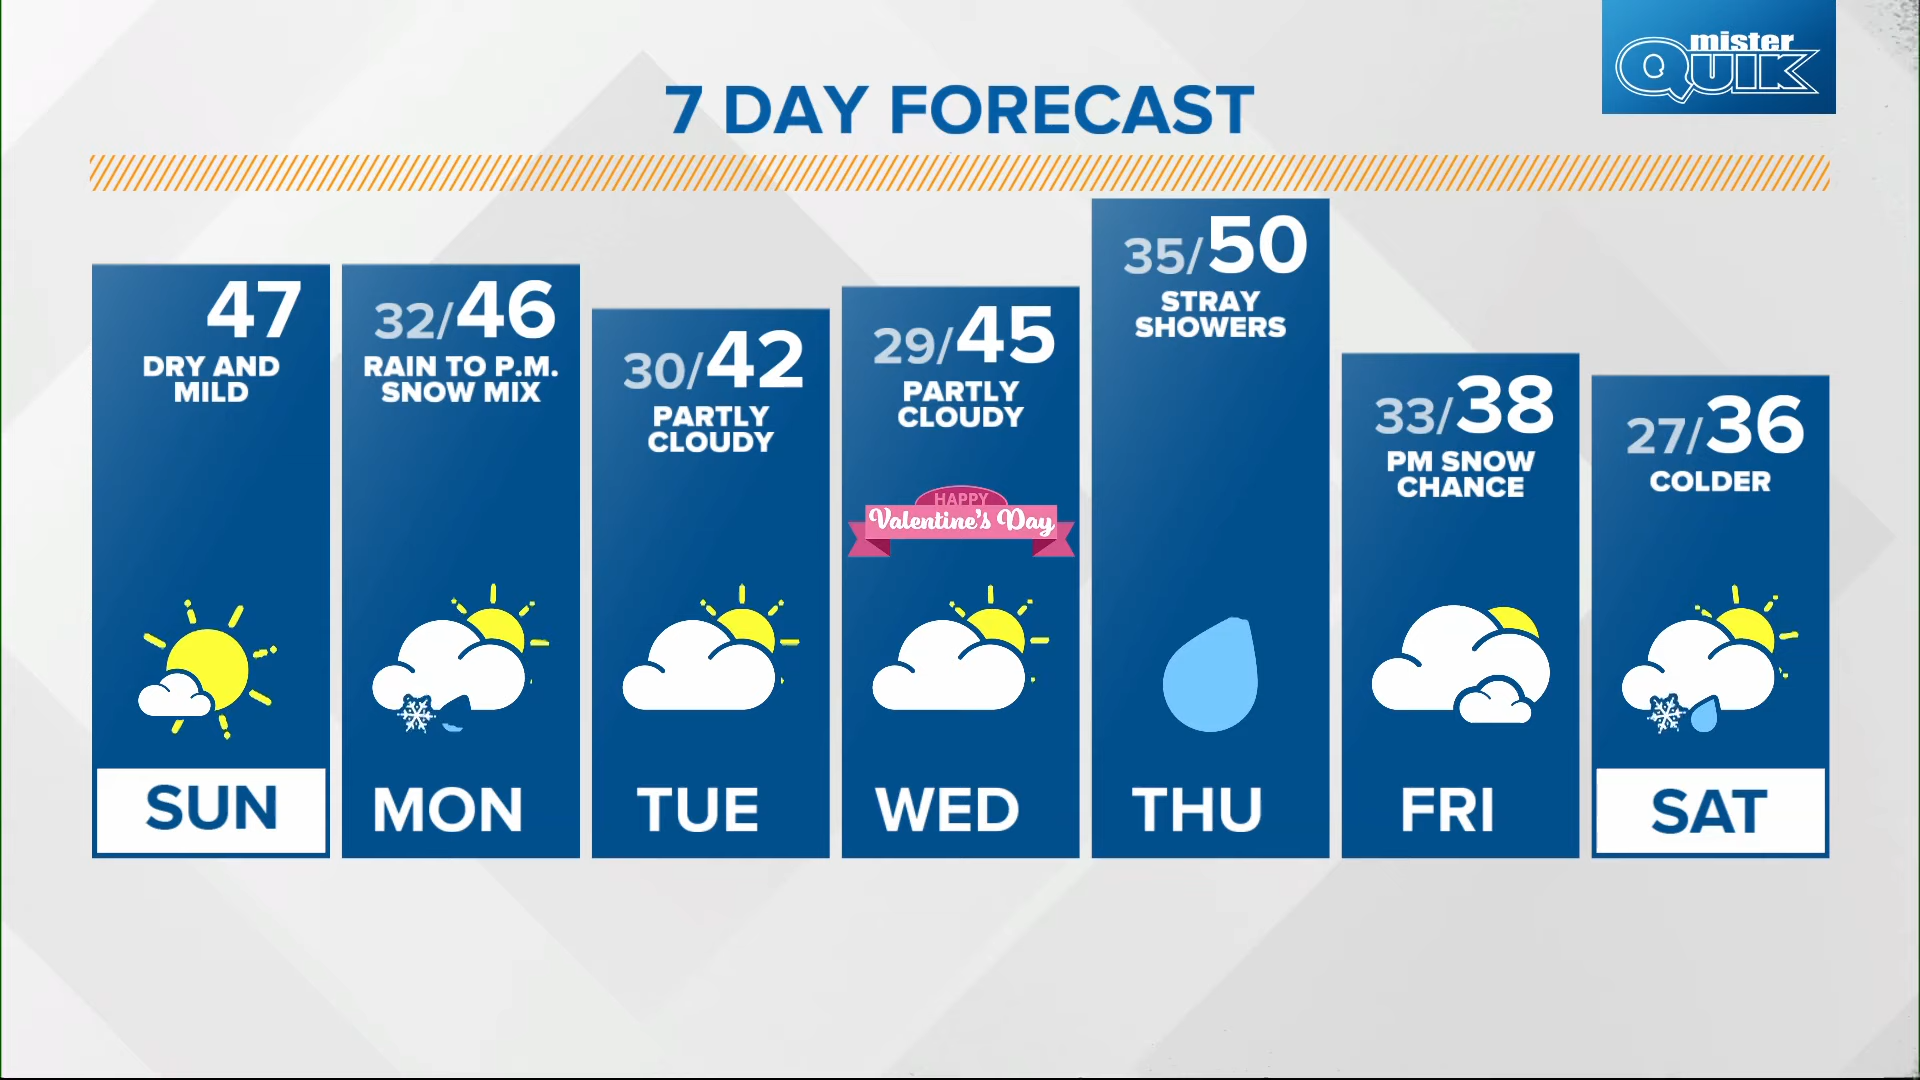 mister
QUIK
7 DAY FORECAST
47
DRY AND
MILD
SUN
32/46
RAIN TO P.M.
SNOW MIX
MON
30/42
PARTLY
CLOUDY
TUE
29/45
PARTLY
CLOUDY
HAPPY
Valentine's Day
WED
35/50
STRAY
SHOWERS
THU
33/38
PM SNOW
CHANCE
FRI
27/36
COLDER
SAT